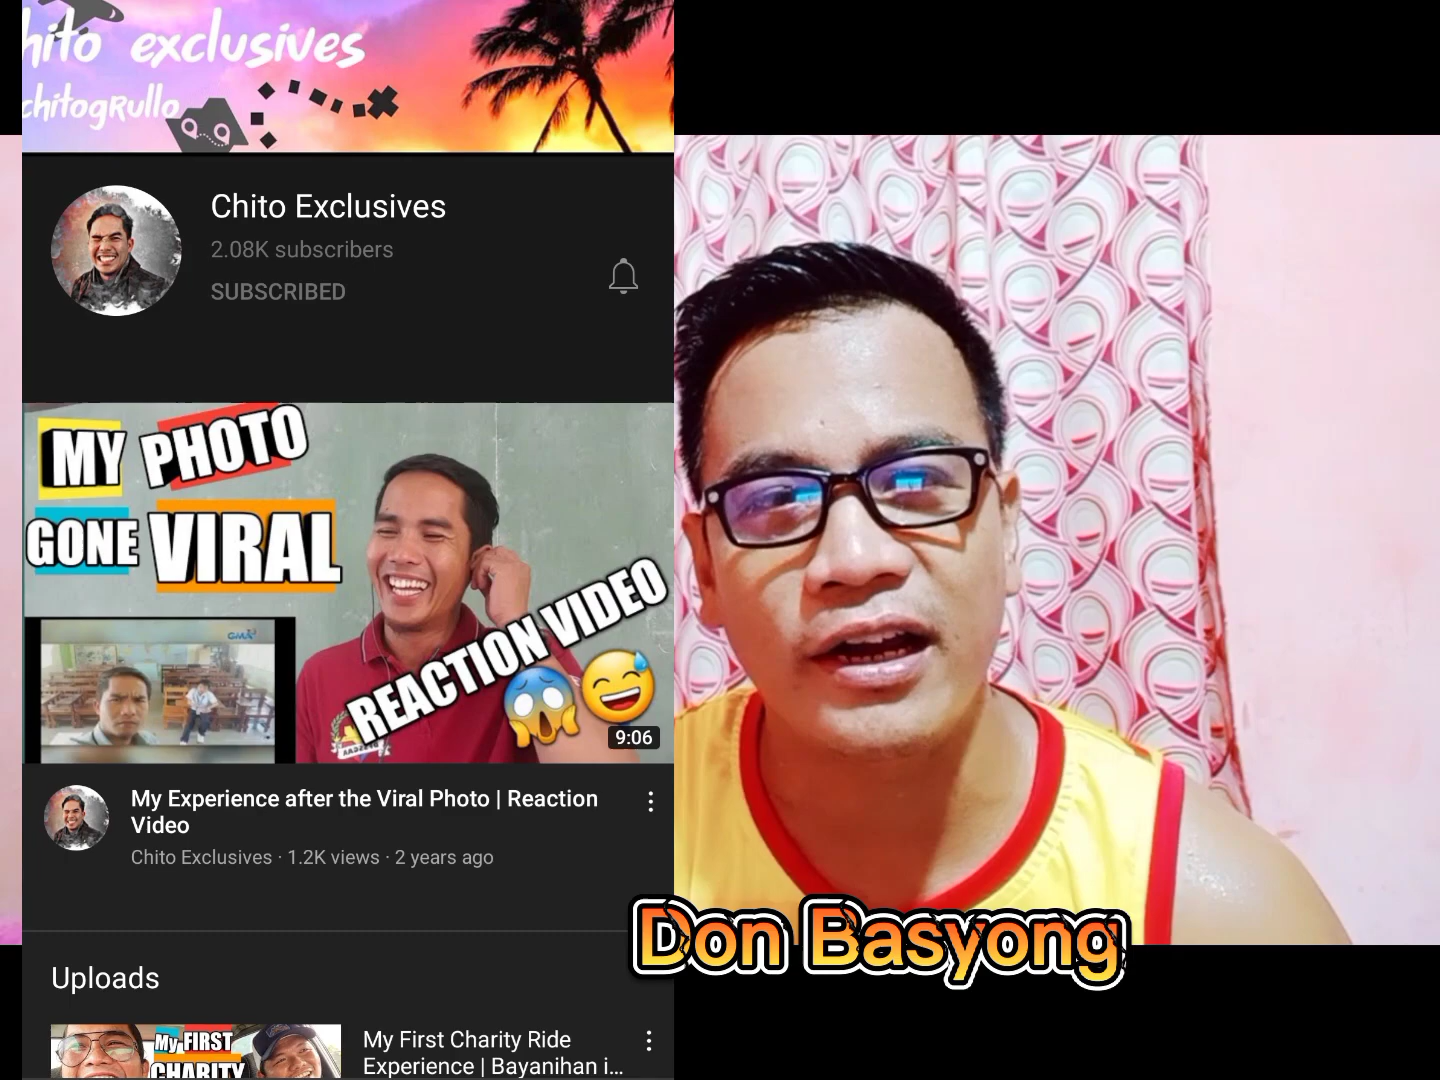 hito exclusives
chitogRullo
Chito Exclusives
2.08K subscribers
SUBSCRIBED
MY PHOTO
GONE VIRAL
REACTION VIDEO
GMA
9:06
My Experience after the Viral Photo | Reaction
Video
Chito Exclusives · 1.2K views · 2 years ago
Don Basyong
Uploads
My FIRST
CHARITY
My First Charity Ride
Experience | Bayanihan i...